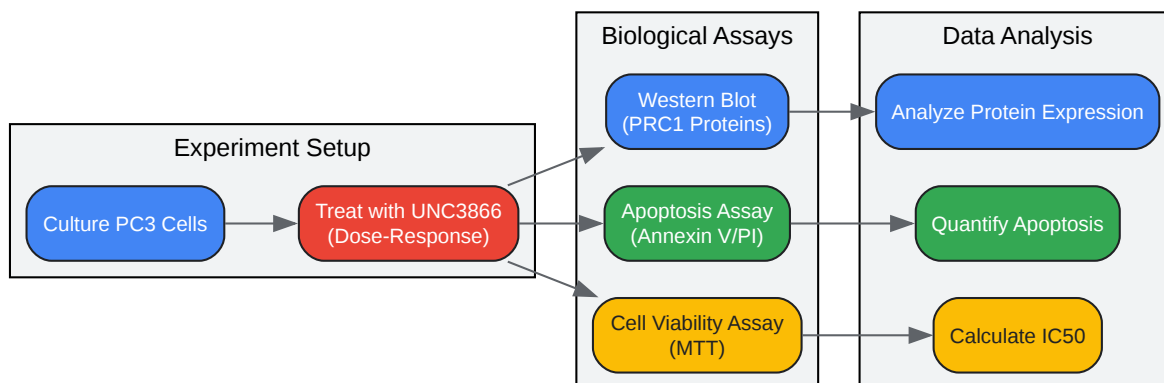 Experiment Setup
Culture PC3 Cells
Treat with UNC3866
(Dose-Response)
Biological Assays
Western Blot
(PRC1 Proteins)
Apoptosis Assay
(Annexin V/PI)
Cell Viability Assay
(MTT)
Data Analysis
Analyze Protein Expression
Quantify Apoptosis
Calculate IC50